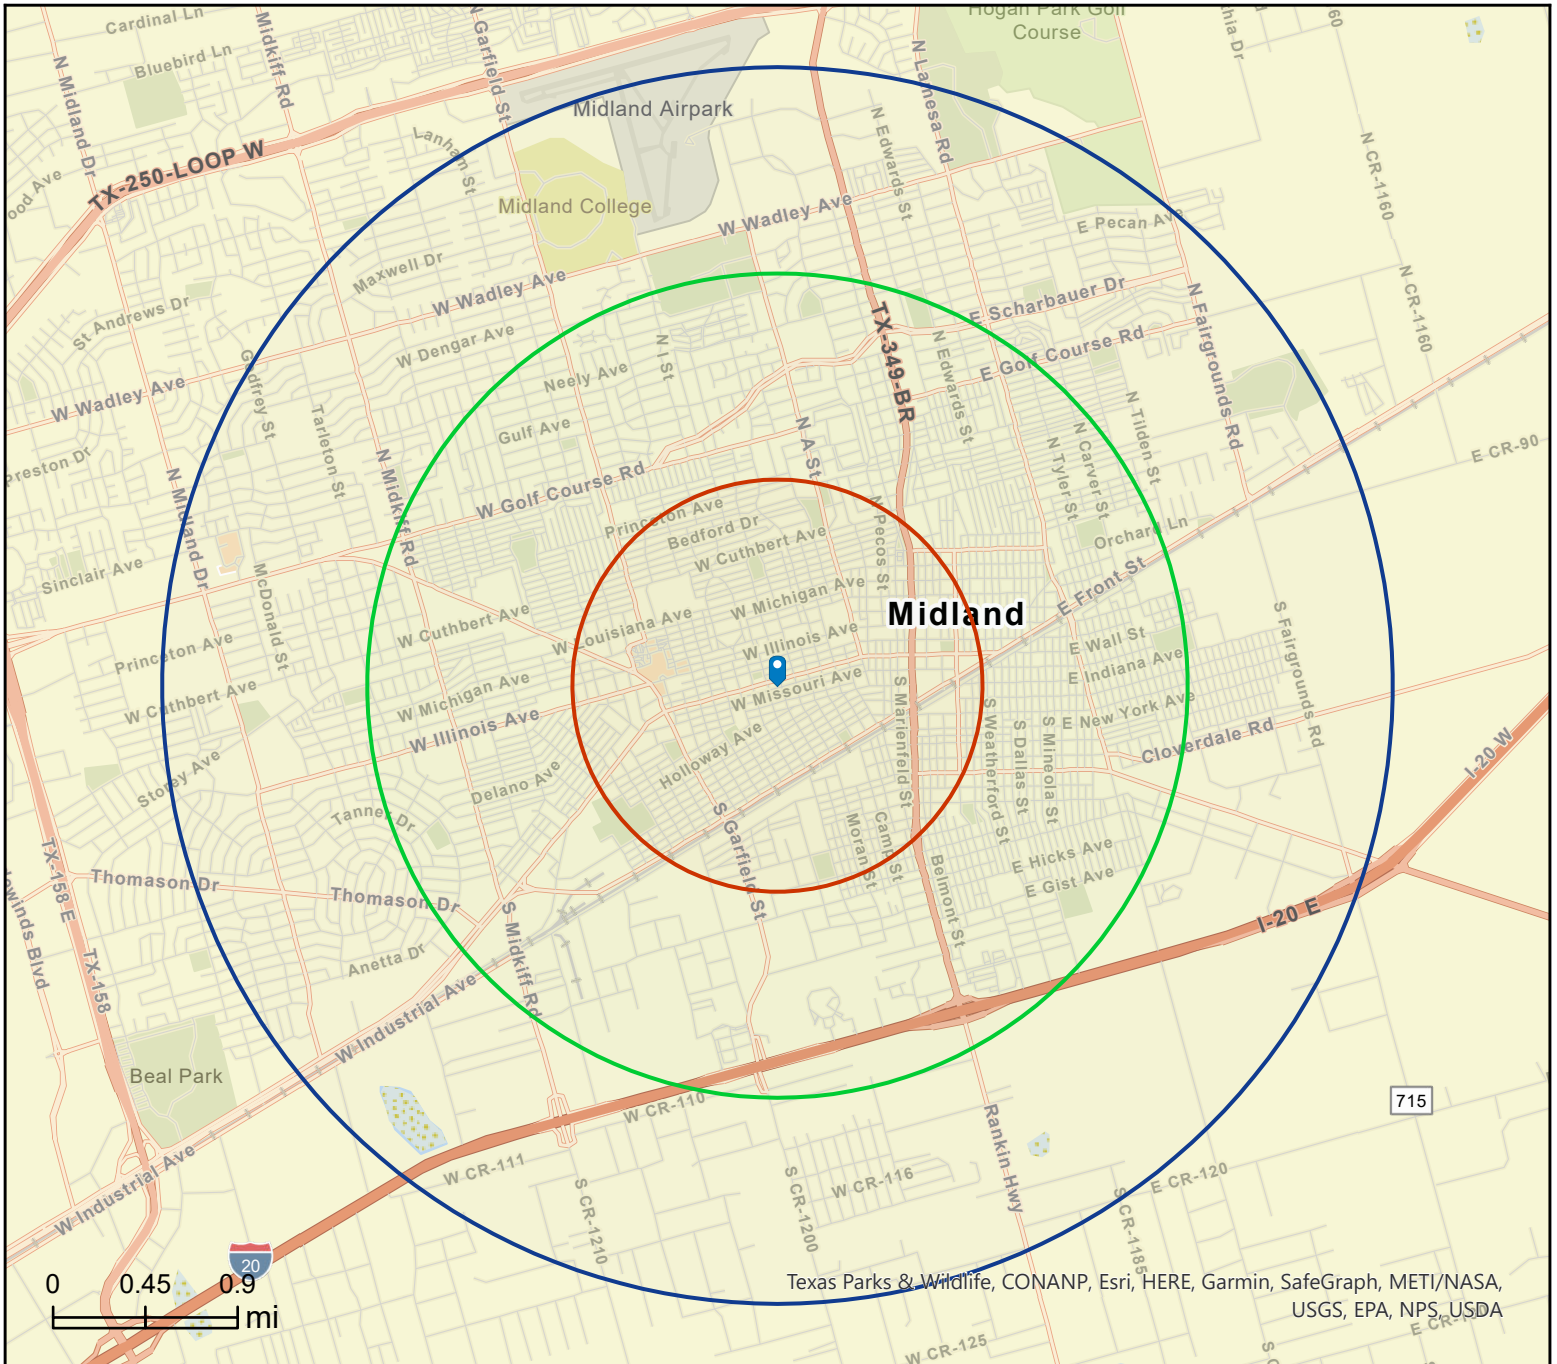 Cardinal Ln
Bluebird Ln
N Midland Dr
Midkiff Rd
N Garfield St
Hogan Park Golf
Course
60
Midland Airpark
N Lamesa Rd
Lanham St
TX-250-LOOP W
ood Ave
N Edwards St
N CR-1160
Midland College
W Wadley Ave
E Pecan Ave
Maxwell Dr
W Wadley Ave
St Andrews Dr
E Scharbauer Dr
N Fairgrounds Rd
N CR-1160
W Dengar Ave
N I St
TX-349-BR
N Edwards St
E Golf Course Rd
Godfrey St
Neely Ave
W Wadley Ave
Tarleton St
Gulf Ave
N A St
N Tilden St
N Carver St
N Tyler St
E CR-90
Preston Dr
N Midkiff Rd
W Golf Course Rd
N Midland Dr
Princeton Ave
Bedford Dr
W Cuthbert Ave
N Pecos St
Orchard Ln
Sinclair Ave
McDonald St
W Michigan Ave
E Front St
Midland
W Cuthbert Ave
W Louisiana Ave
W Illinois Ave
E Wall St
S Fairgrounds Rd
Princeton Ave
E Indiana Ave
W Cuthbert Ave
W Michigan Ave
W Missouri Ave
S Marienfeld St
S Weatherford St
S Dallas St
S Mineola St
E New York Ave
W Illinois Ave
Cloverdale Rd
I-20 W
Holloway Ave
Storey Ave
Delano Ave
Tanner Dr
S Garfield St
Moran St
Camp St
TX-158 E
Belmont St
E Hicks Ave
E Gist Ave
Thomason Dr
Thomason Dr
I-20 E
S Midkiff Rd
Anetta Dr
TX-158
W Industrial Ave
Beal Park
W CR-110
Rankin Hwy
715
W CR-111
S CR-1210
S CR-1200
W CR-116
E CR-120
S CR-1185
W Industrial Ave
20
0 0.45 0.9
mi
Texas Parks & Wildlife, CONANP, Esri, HERE, Garmin, SafeGraph, METI/NASA,
USGS, EPA, NPS, USDA
W CR-125